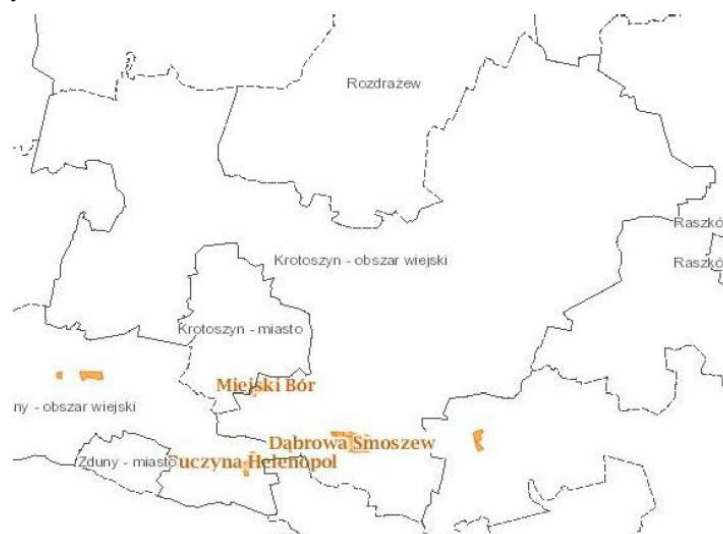 Rozdrażew
Raszkó
Krotoszyn - obszar wiejski
Raszkó
Krotoszyn - miasto
Miejski Bór
ny - obszar wiejski
Dąbrowa Smoszew
Zduny - miasto
uczyna Helenopol